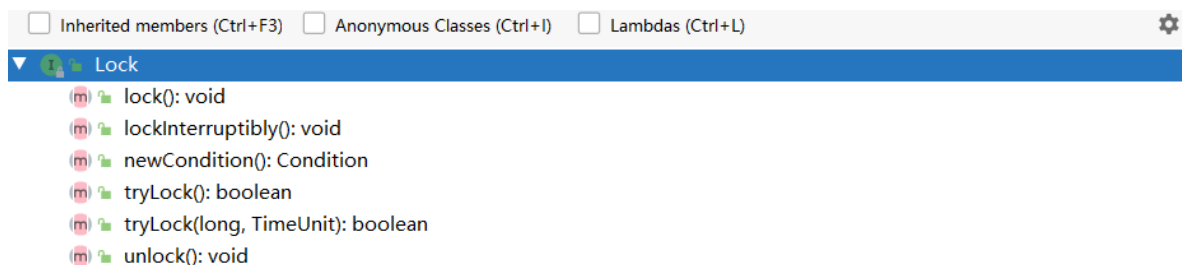 Inherited members (Ctrl+F3) Anonymous Classes (Ctrl+I) Lambdas (Ctrl+L)
I Lock
m lock(): void
m lockInterruptibly(): void
m newCondition(): Condition
m tryLock(): boolean
m tryLock(long, TimeUnit): boolean
m unlock(): void